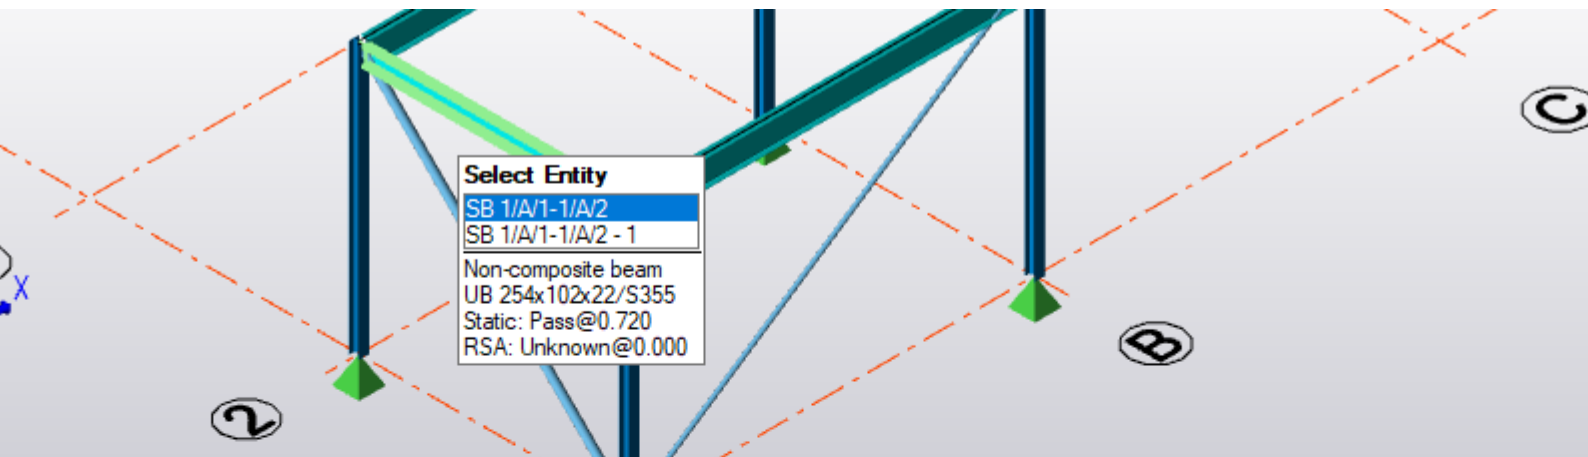 C
Select Entity
SB 1/A/1-1/A/2
SB 1/A/1-1/A/2 - 1
Non-composite beam
UB 254x102x22/S355
Static: Pass@0.720
RSA: Unknown@0.000
X
B
2